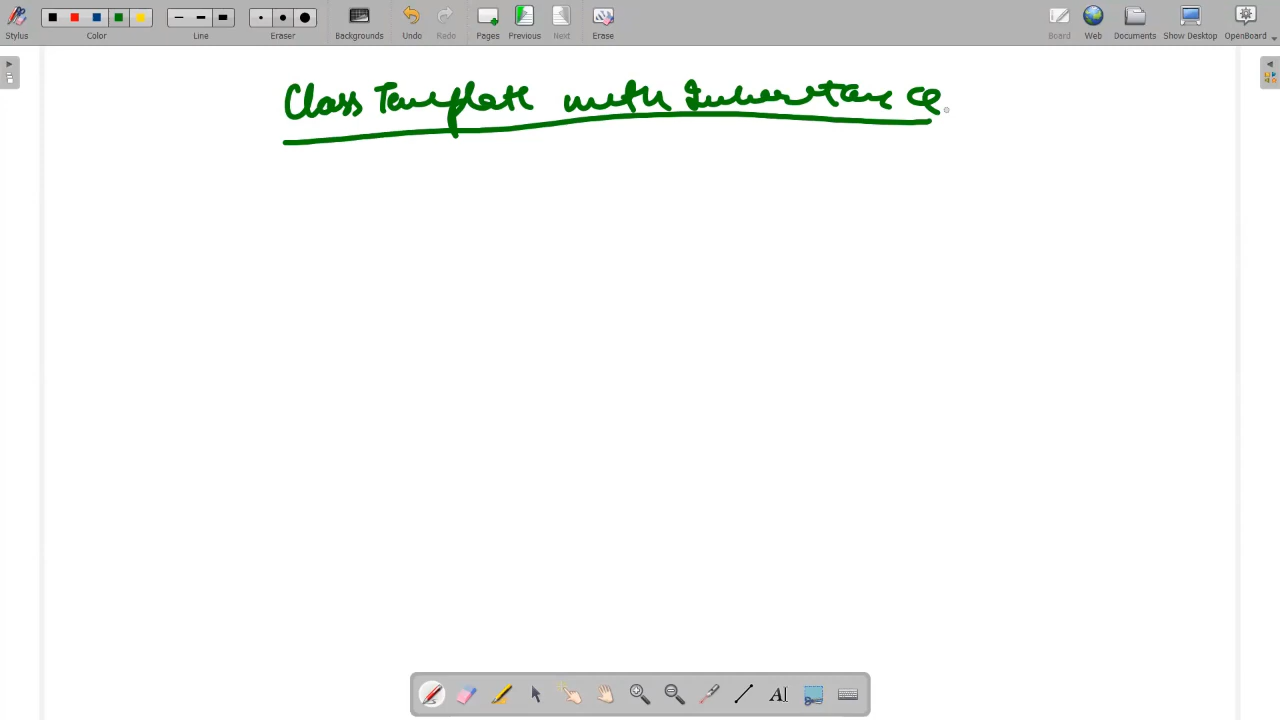 Stylus
Color
Line
Eraser
Backgrounds
Undo
Redo
Pages
Previous
Next
Erase
Board
Web
Documents
Show Desktop
OpenBoard
Class Template with Inheritance
AI